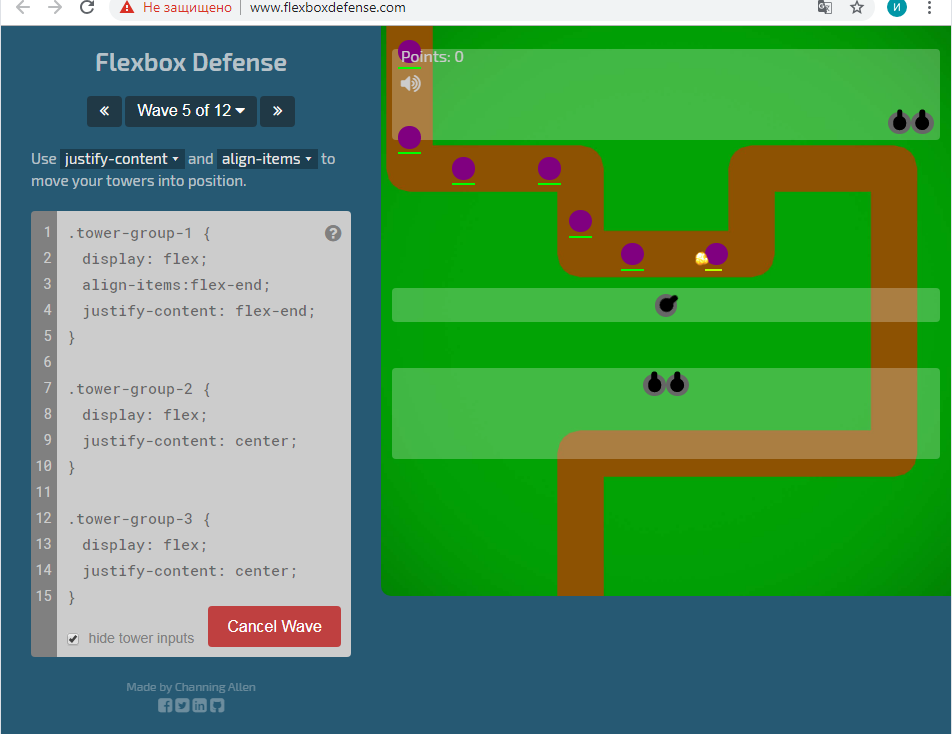 Не защищено
www.flexboxdefense.com
И
Flexbox Defense
« Wave 5 of 12 »
Use justify-content and align-items to
move your towers into position.
1 .tower-group-1 {
2 display: flex;
3 align-items:flex-end;
4 justify-content: flex-end;
5 }
6
7 .tower-group-2 {
8 display: flex;
9 justify-content: center;
10 }
11
12 .tower-group-3 {
13 display: flex;
14 justify-content: center;
15 }
?
hide tower inputs
Cancel Wave
Made by Channing Allen
Points: 0